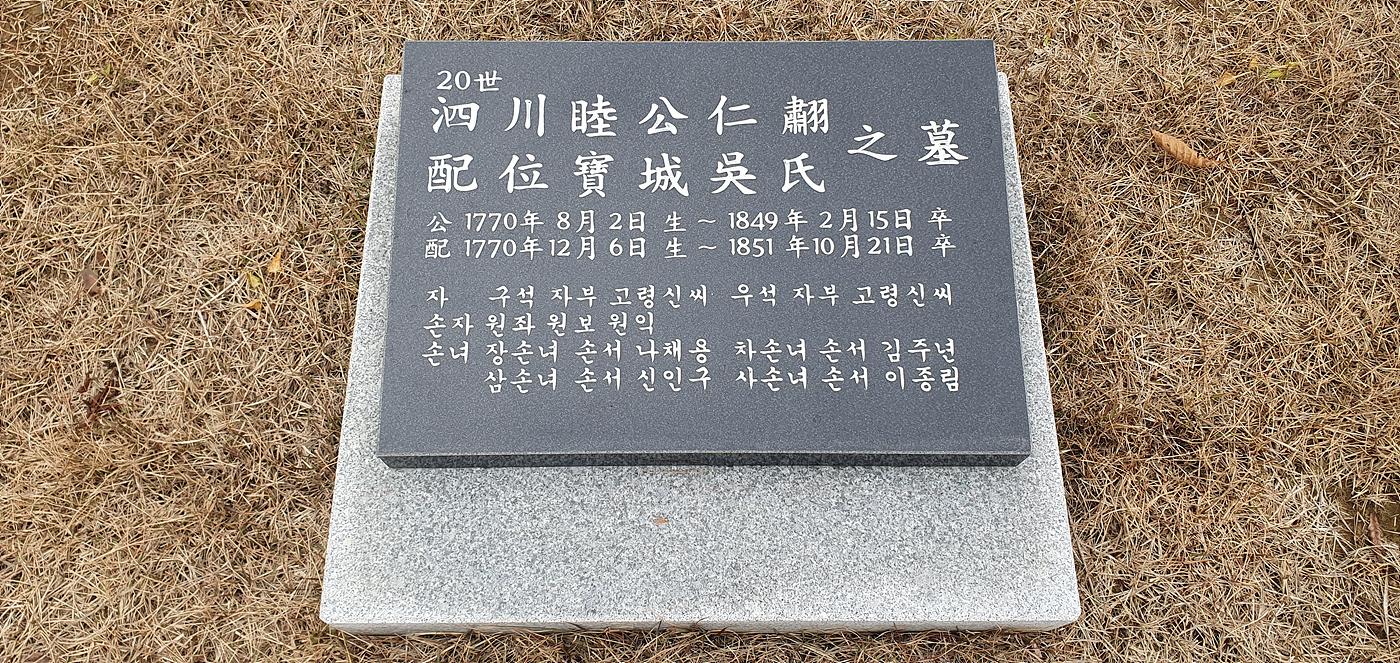 20世
泗川睦公仁
配位寶城吳氏
之墓
公 1770年 8月 2日 生 ~ 1849年 2月 15日 卒
配 1770年 12月 6日 生 ~ 1851年 10月 21日 卒
자 구석 자부 고령신씨 우석 자부 고령신씨
손자 원좌 원보 원익
손녀 장손녀 손서 나채용 차손녀 손서 김주년
삼손녀 손서 신인구 사손녀 손서 이종림